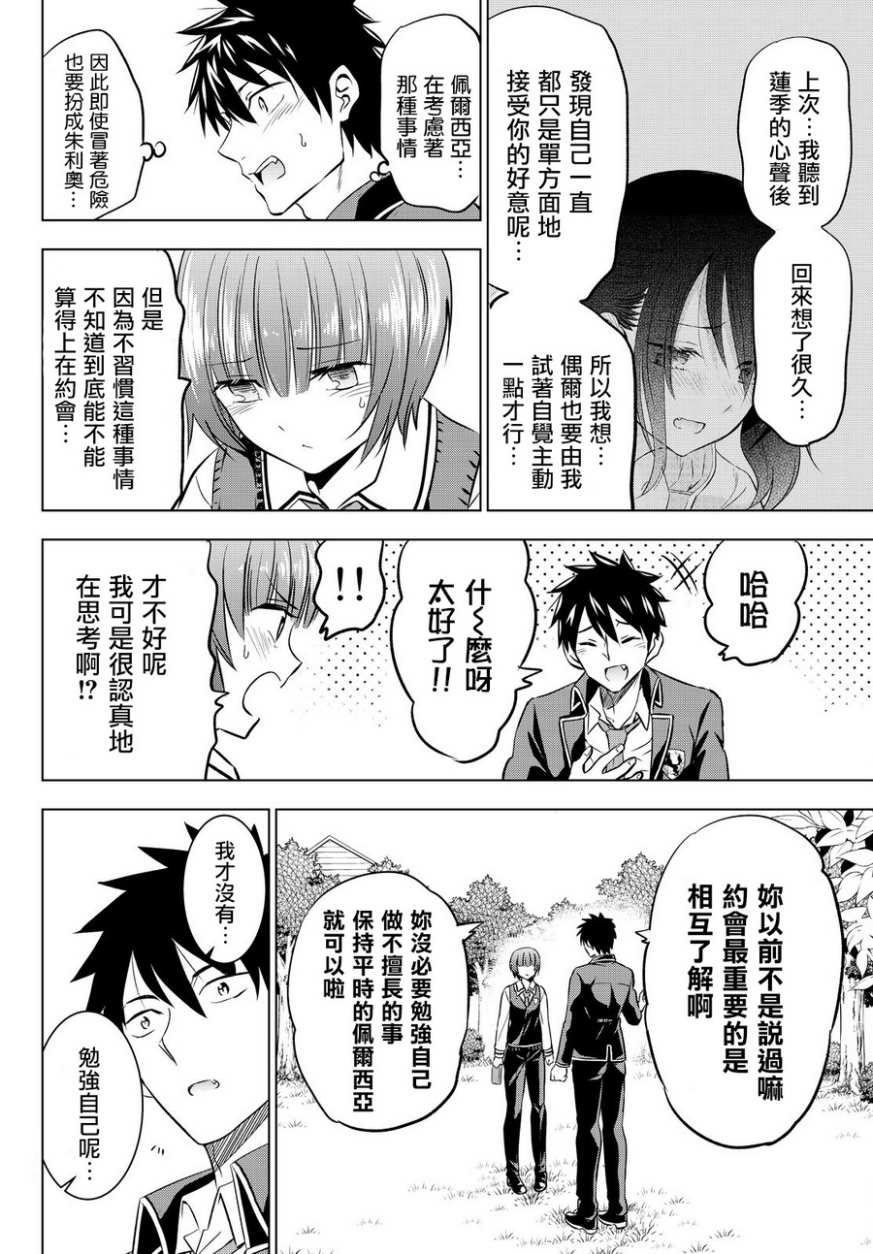 上次…我聽到
蓮季的心聲後
回來想了很久…
發現自己一直
都只是單方面地
接受你的好意呢…
所以我想…
偶爾也要由我
試著自覺主動
一點才行…
佩爾西亞…
在考慮著
那種事情
因此即使冒著危險
也要扮成朱利奧…
但是
因為不習慣這種事情
不知道到底能不能
算得上在約會…
哈哈
什~麼呀
太好了!!
!!
才不好呢
我可是很認真地
在思考啊!?
妳以前不是說過嘛
約會最重要的是
相互了解啊
妳沒必要勉強自己
做不擅長的事
保持平時的佩爾西亞
就可以啦
我才沒有…
勉強自己呢…